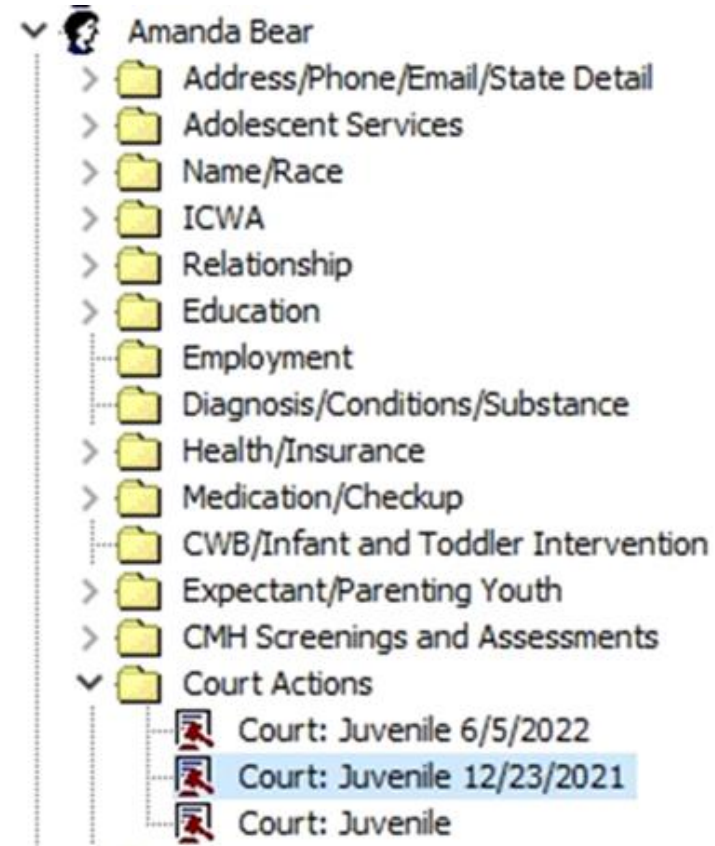 Amanda Bear
Address/Phone/Email/State Detail
Adolescent Services
Name/Race
ICWA
Relationship
Education
Employment
Diagnosis/Conditions/Substance
Health/Insurance
Medication/Checkup
CWB/Infant and Toddler Intervention
Expectant/Parenting Youth
CMH Screenings and Assessments
Court Actions
Court: Juvenile 6/5/2022
Court: Juvenile 12/23/2021
Court: Juvenile